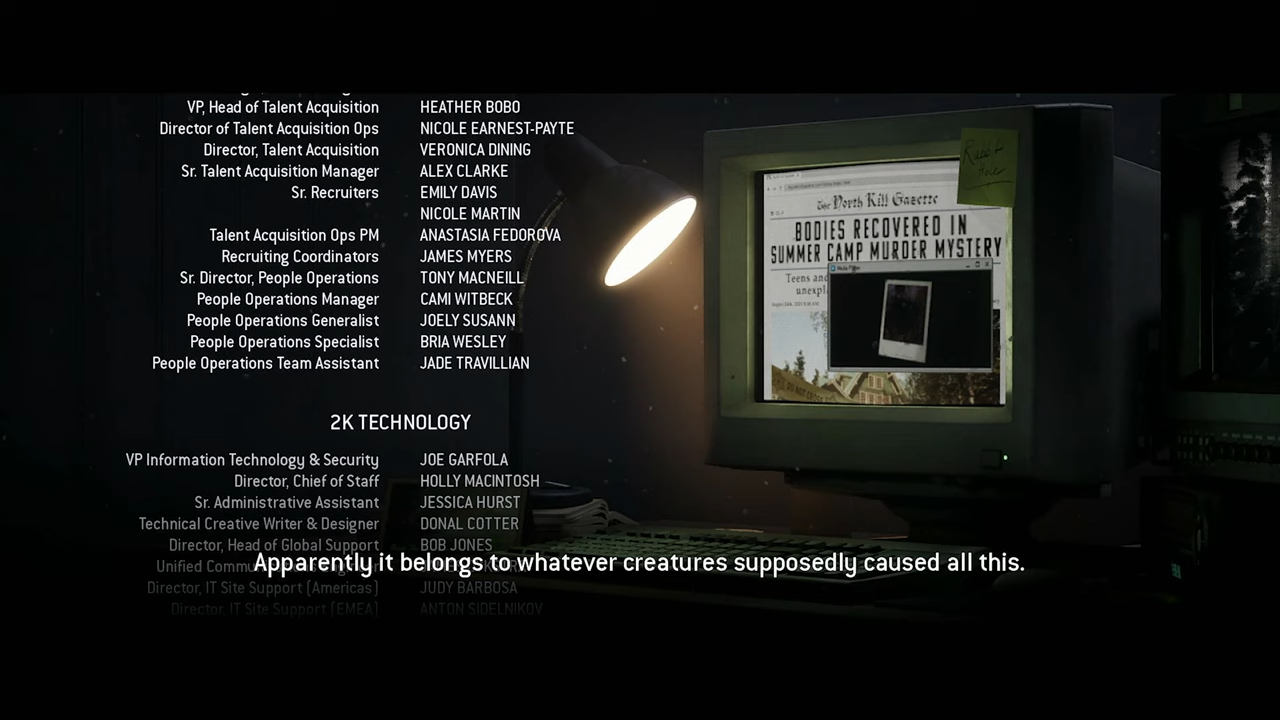 VP, Head of Talent Acquisition HEATHER BOBO
Director of Talent Acquisition Ops NICOLE EARNEST-PAYTE
Director, Talent Acquisition VERONICA DINING
Sr. Talent Acquisition Manager ALEX CLARKE
Sr. Recruiters EMILY DAVIS
NICOLE MARTIN
Talent Acquisition Ops PM ANASTASIA FEDOROVA
Recruiting Coordinators JAMES MYERS
Sr. Director, People Operations TONY MACNEILL
People Operations Manager CAMI WITBECK
People Operations Generalist JOELY SUSANN
People Operations Specialist BRIA WESLEY
People Operations Team Assistant JADE TRAVILLIAN
2K TECHNOLOGY
VP Information Technology & Security JOE GARFOLA
Director, Chief of Staff HOLLY MACINTOSH
Sr. Administrative Assistant JESSICA HURST
Technical Creative Writer & Designer DONAL COTTER
Director, Head of Global Support BOB JONES
Unified
Director, IT Site Support (Americas) JUDY BARBOSA
Director, IT Site Support (EMEA) ANTON SIDELNIKOV
The North Kill Gazette
BODIES RECOVERED IN
SUMMER CAMP MURDER MYSTERY
Teens and
Media
Apparently it belongs to whatever creatures supposedly caused all this.